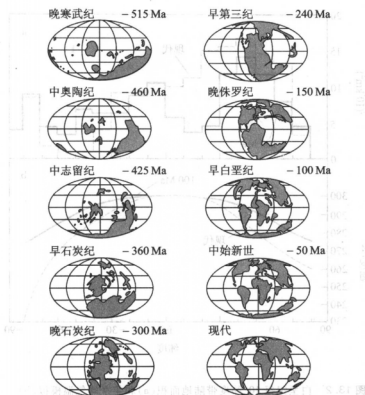 晚寒武纪 −515 Ma
中奥陶纪 −460 Ma
中志留纪 −425 Ma
早石炭纪 −360 Ma
晚石炭纪 −300 Ma
早第三纪 −240 Ma
晚侏罗纪 −150 Ma
早白垩纪 −100 Ma
中始新世 −50 Ma
现代